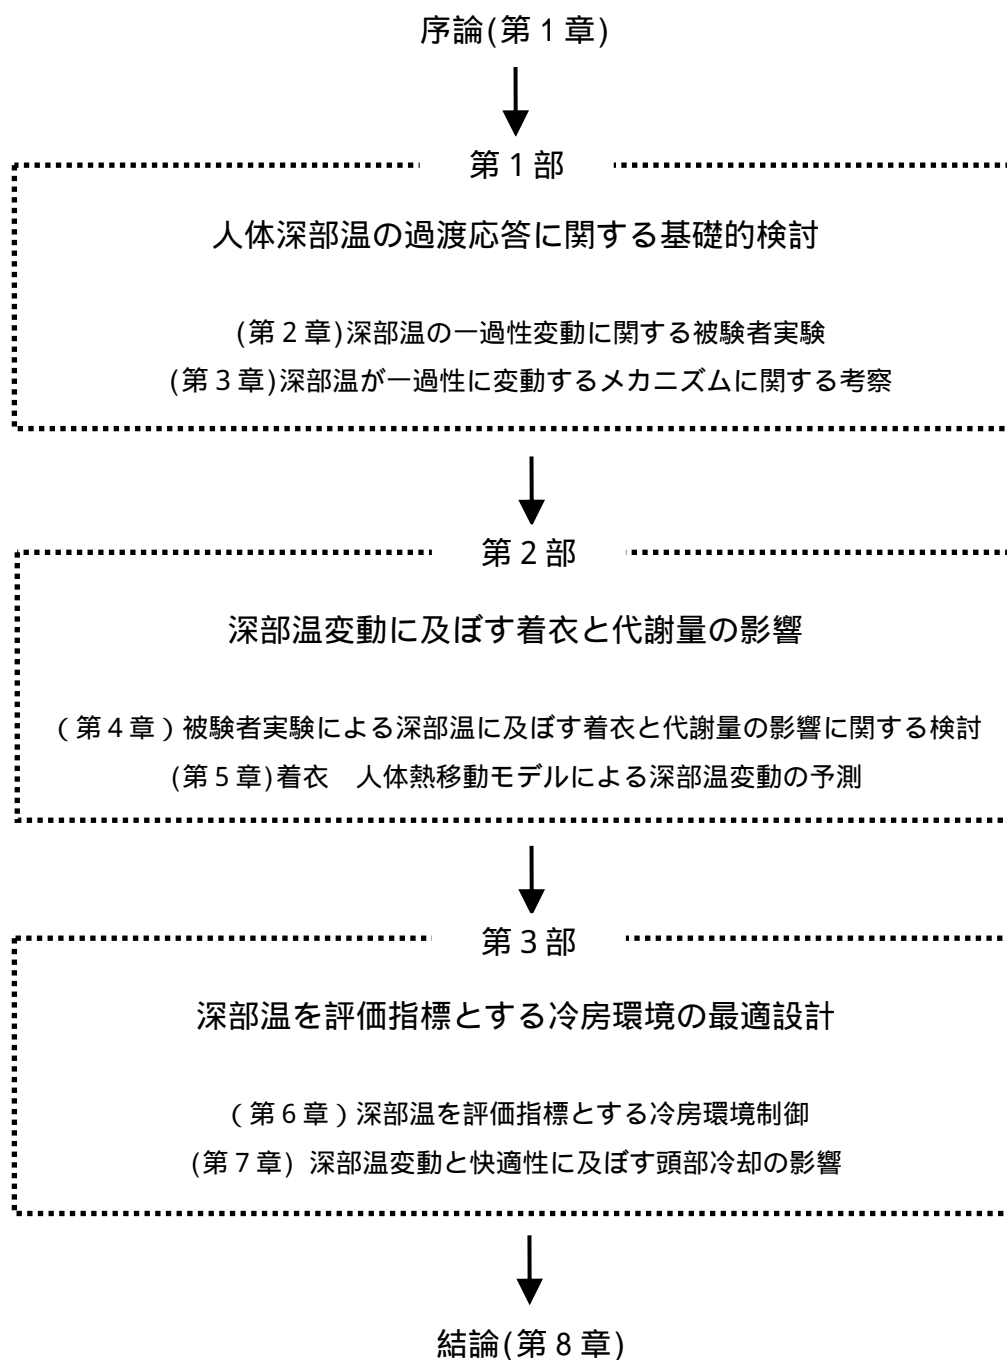 序論(第1章)
第1部
人体深部温の過渡応答に関する基礎的検討
(第2章)深部温の一過性変動に関する被験者実験
(第3章)深部温が一過性に変動するメカニズムに関する考察
第2部
深部温変動に及ぼす着衣と代謝量の影響
(第4章)被験者実験による深部温に及ぼす着衣と代謝量の影響に関する検討
(第5章)着衣　人体熱移動モデルによる深部温変動の予測
第3部
深部温を評価指標とする冷房環境の最適設計
(第6章)深部温を評価指標とする冷房環境制御
(第7章) 深部温変動と快適性に及ぼす頭部冷却の影響
結論(第8章)